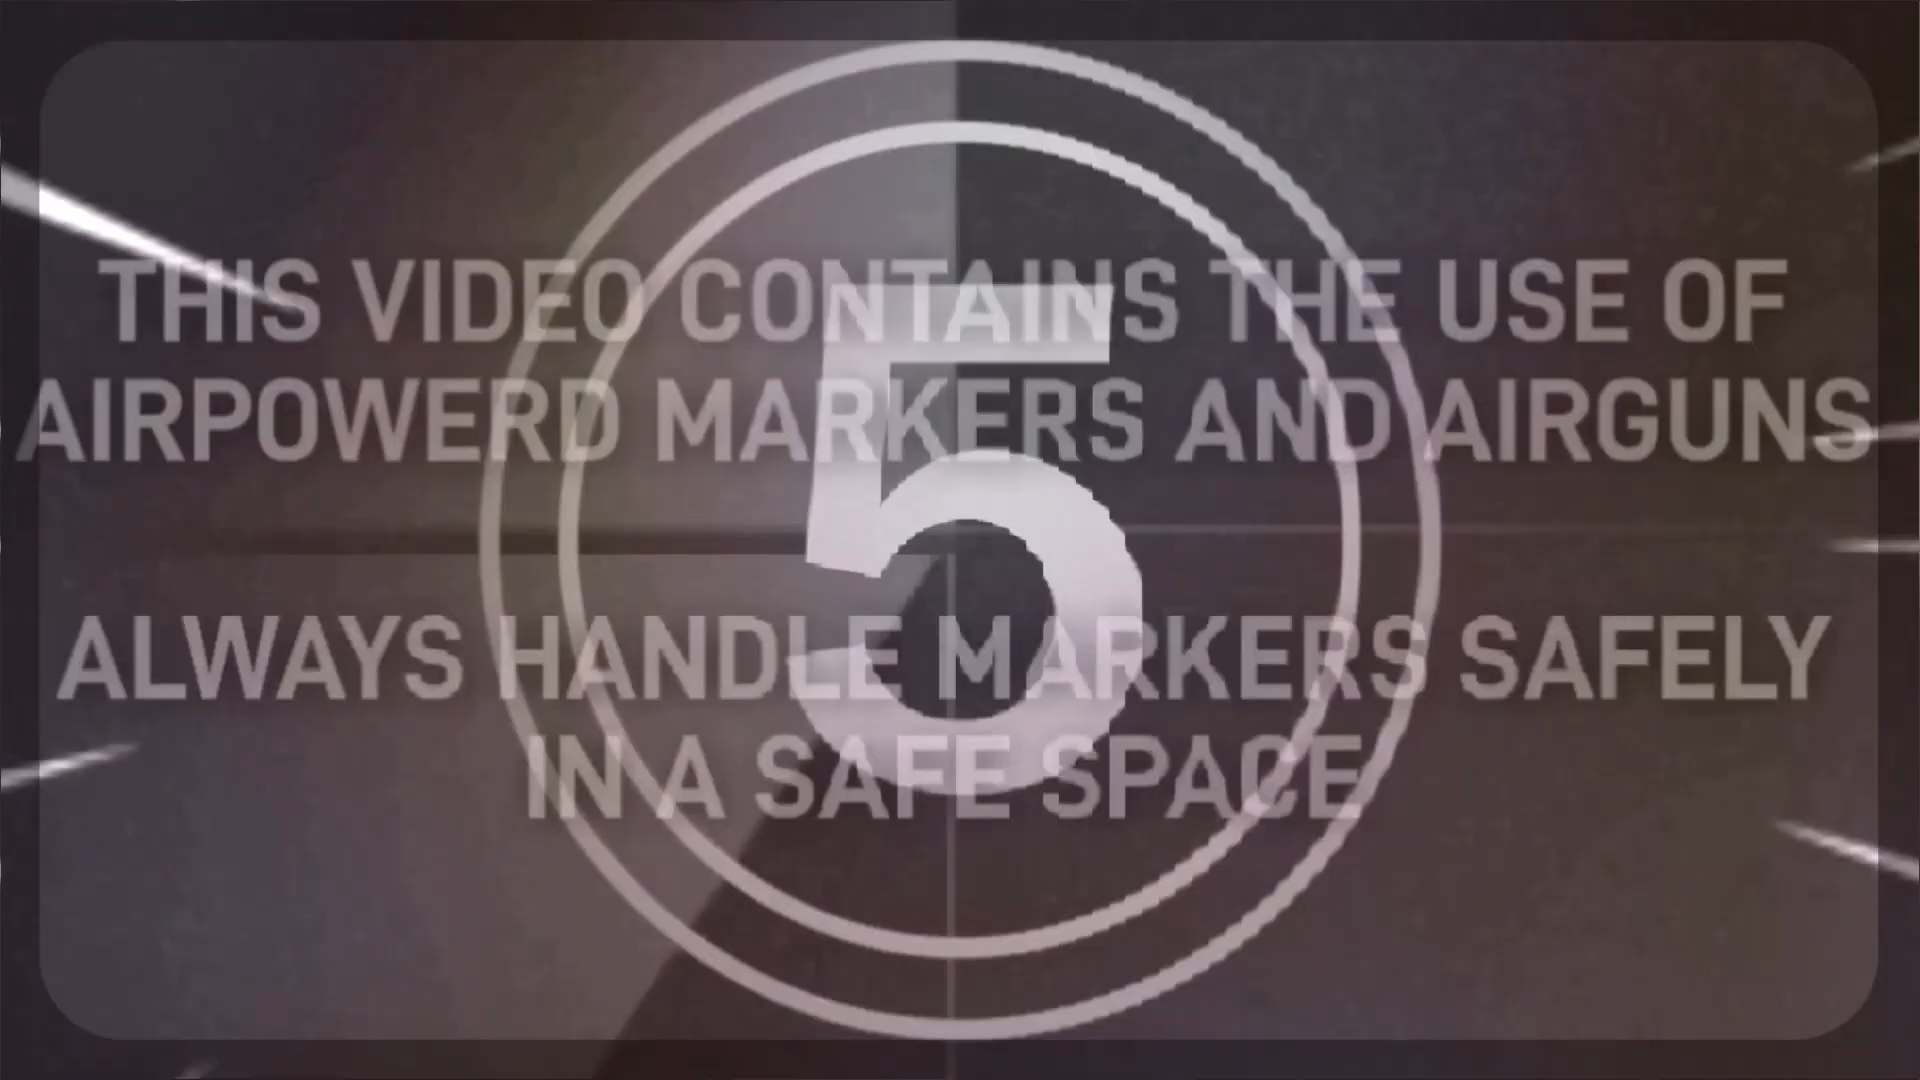 THIS VIDEO CONTAINS THE USE OF
AIRPOWERD MARKERS AND AIRGUNS
5
ALWAYS HANDLE MARKERS SAFELY
IN A SAFE SPACE